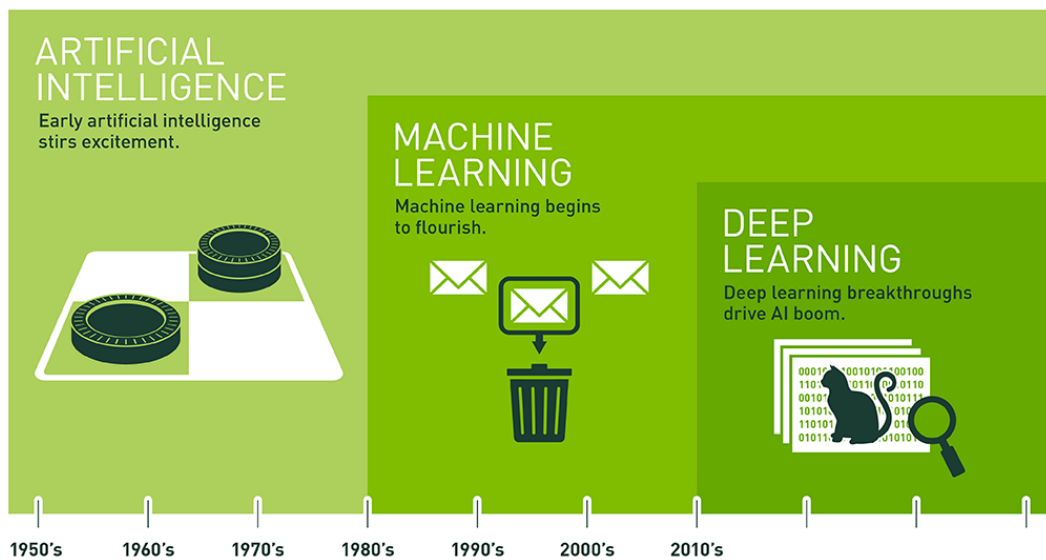 ARTIFICIAL
INTELLIGENCE
Early artificial intelligence
stirs excitement.
MACHINE
LEARNING
Machine learning begins
to flourish.
DEEP
LEARNING
Deep learning breakthroughs
drive AI boom.
1950's 1960's 1970's 1980's 1990's 2000's 2010's